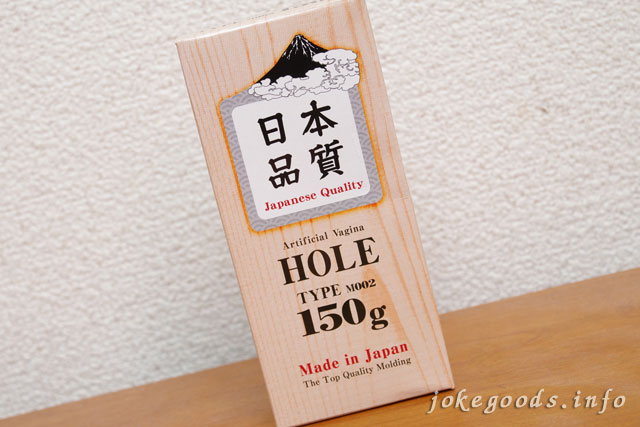 日本
品質
Japanese Quality
Artificial Vagina
HOLE
TYPE M002
150g
Made in Japan
The Top Quality Molding
jokegoods.info